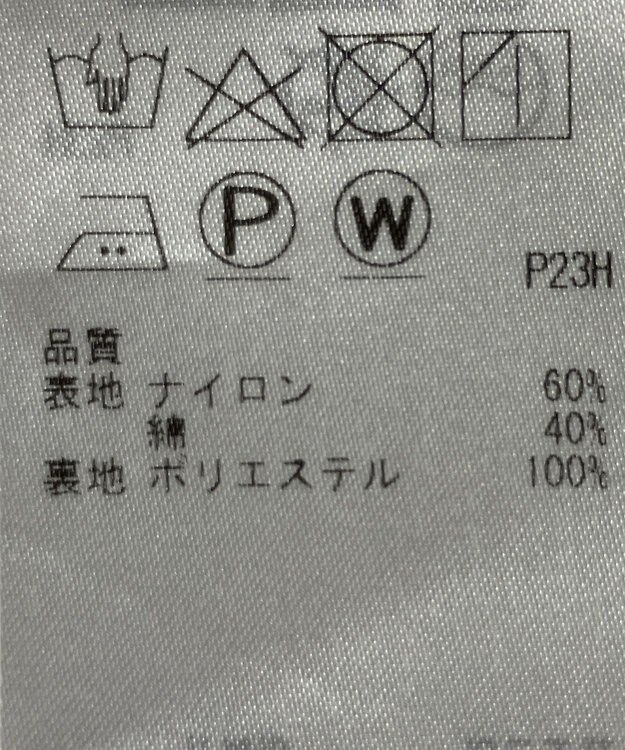 P W
P23H
品質
表地 ナイロン 60%
綿 40%
裏地 ポリエステル 100%